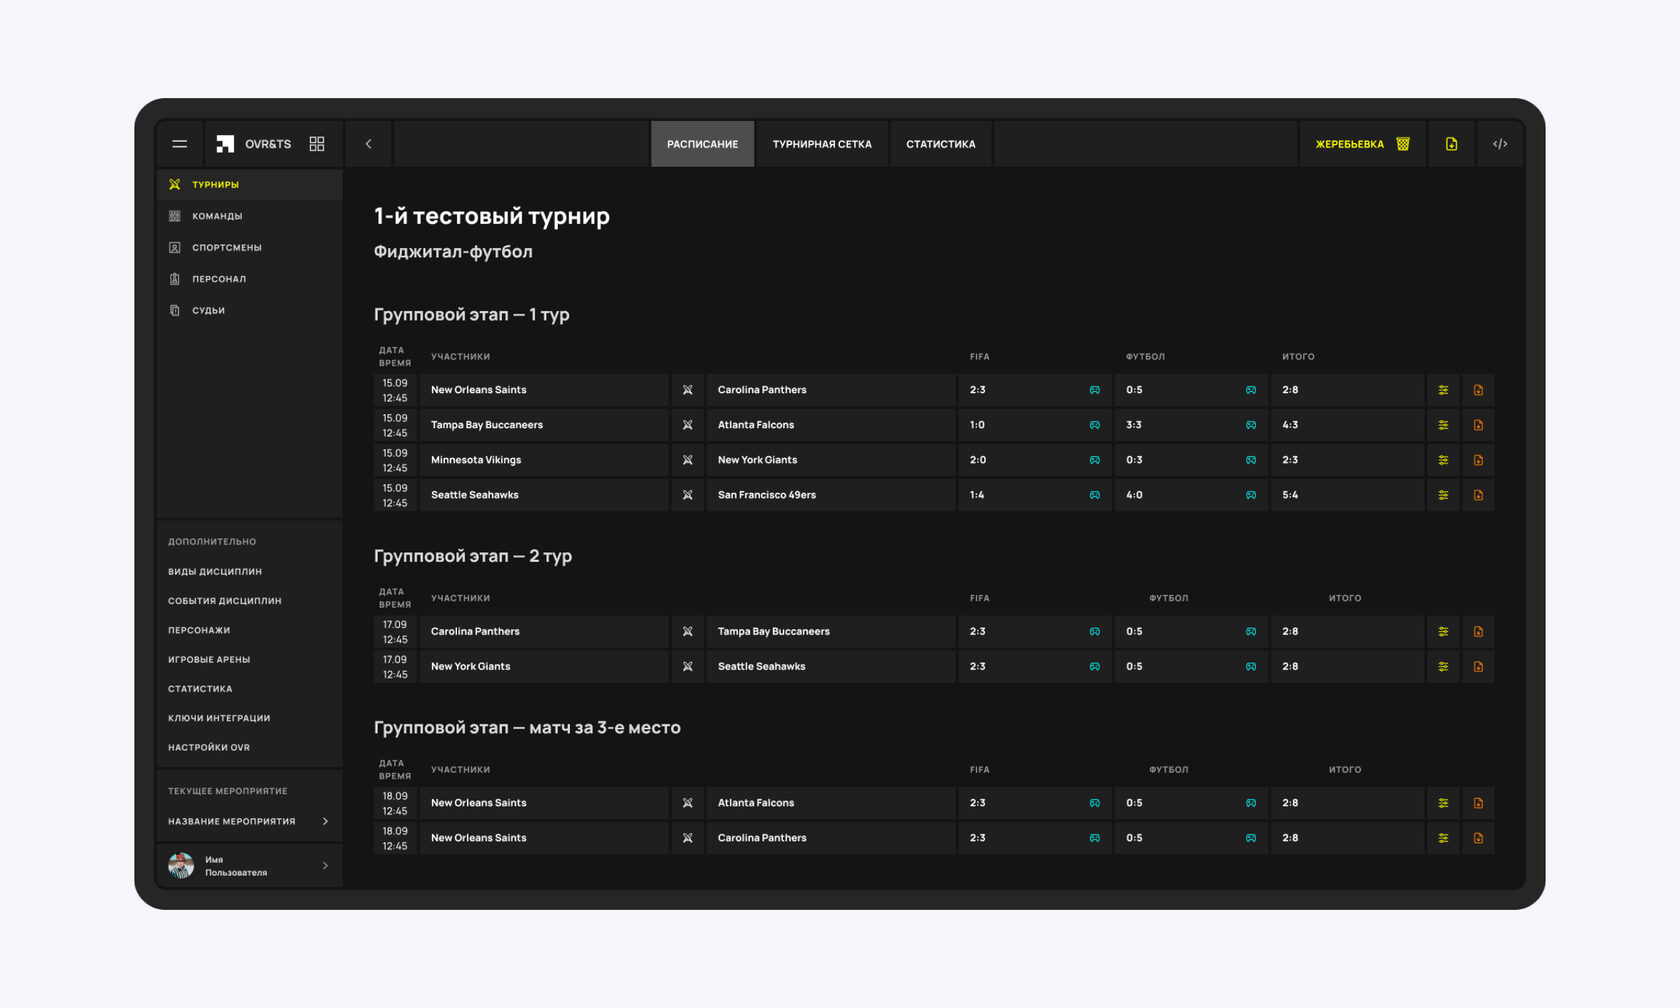 OVR&TS
РАСПИСАНИЕ
ТУРНИРНАЯ СЕТКА
СТАТИСТИКА
ЖЕРЕБЬЕВКА
ТУРНИРЫ
КОМАНДЫ
СПОРТСМЕНЫ
ПЕРСОНАЛ
СУДЬИ
ДОПОЛНИТЕЛЬНО
ВИДЫ ДИСЦИПЛИН
СОБЫТИЯ ДИСЦИПЛИН
ПЕРСОНАЖИ
ИГРОВЫЕ АРЕНЫ
СТАТИСТИКА
КЛЮЧИ ИНТЕГРАЦИИ
НАСТРОЙКИ OVR
ТЕКУЩЕЕ МЕРОПРИЯТИЕ
НАЗВАНИЕ МЕРОПРИЯТИЯ
Имя
Пользователя
1-й тестовый турнир
Фиджитал-футбол
Групповой этап — 1 тур
ДАТА
ВРЕМЯ
УЧАСТНИКИ FIFA ФУТБОЛ ИТОГО
15.09
12:45
New Orleans Saints Carolina Panthers 2:3 0:5 2:8
15.09
12:45
Tampa Bay Buccaneers Atlanta Falcons 1:0 3:3 4:3
15.09
12:45
Minnesota Vikings New York Giants 2:0 0:3 2:3
15.09
12:45
Seattle Seahawks San Francisco 49ers 1:4 4:0 5:4
Групповой этап — 2 тур
ДАТА
ВРЕМЯ
УЧАСТНИКИ FIFA ФУТБОЛ ИТОГО
17.09
12:45
Carolina Panthers Tampa Bay Buccaneers 2:3 0:5 2:8
17.09
12:45
New York Giants Seattle Seahawks 2:3 0:5 2:8
Групповой этап — матч за 3-е место
ДАТА
ВРЕМЯ
УЧАСТНИКИ FIFA ФУТБОЛ ИТОГО
18.09
12:45
New Orleans Saints Atlanta Falcons 2:3 0:5 2:8
18.09
12:45
New Orleans Saints Carolina Panthers 2:3 0:5 2:8